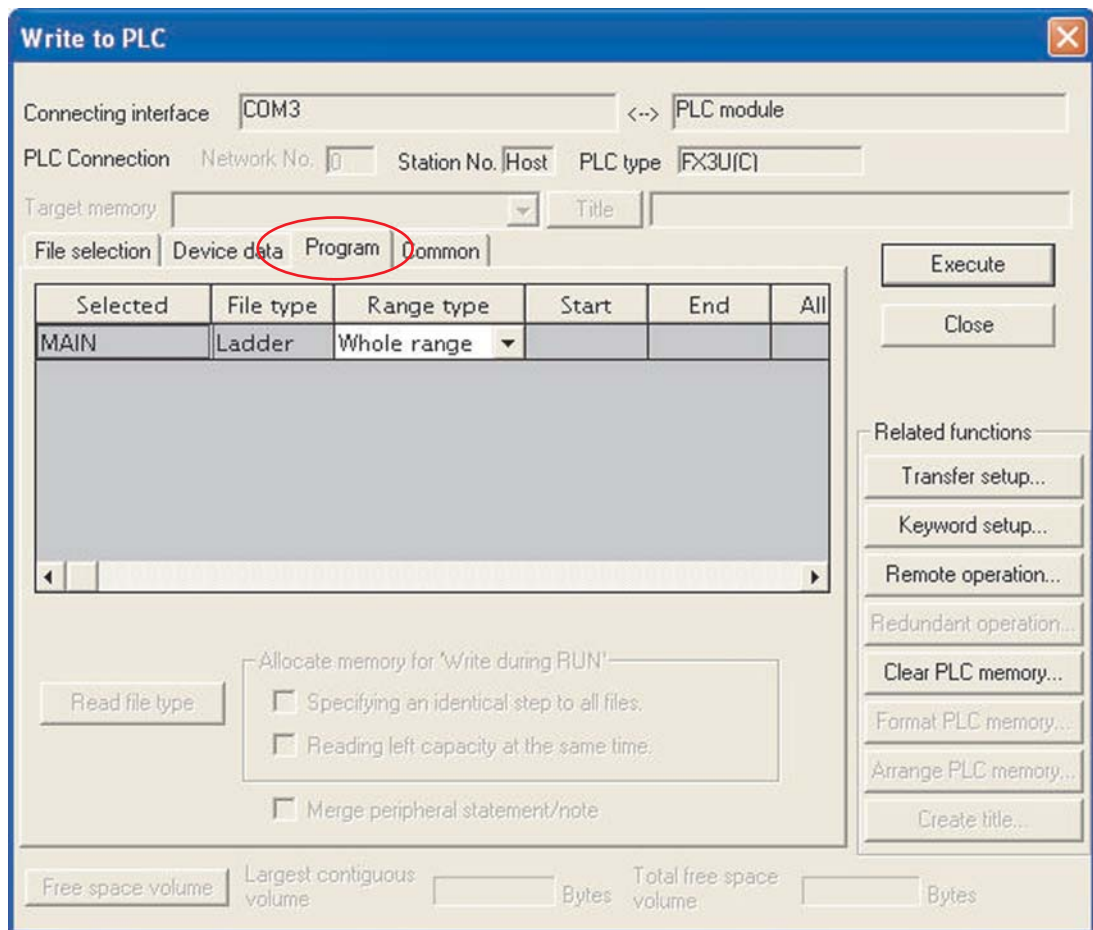 Write to PLC
Connecting interface COM3 <--> PLC module
PLC Connection Network No. 0 Station No. Host PLC type FX3U(C)
Target memory Title
File selection Device data Program Common
Execute
Selected File type Range type Start End All
Close
MAIN Ladder Whole range
Related functions
Transfer setup...
Keyword setup...
Remote operation...
Redundant operation...
Allocate memory for 'Write during RUN'
Clear PLC memory...
Read file type Specifying an identical step to all files.
Format PLC memory...
Reading left capacity at the same time.
Arrange PLC memory...
Merge peripheral statement/note
Create title...
Free space volume Largest contiguous volume Bytes Total free space volume Bytes